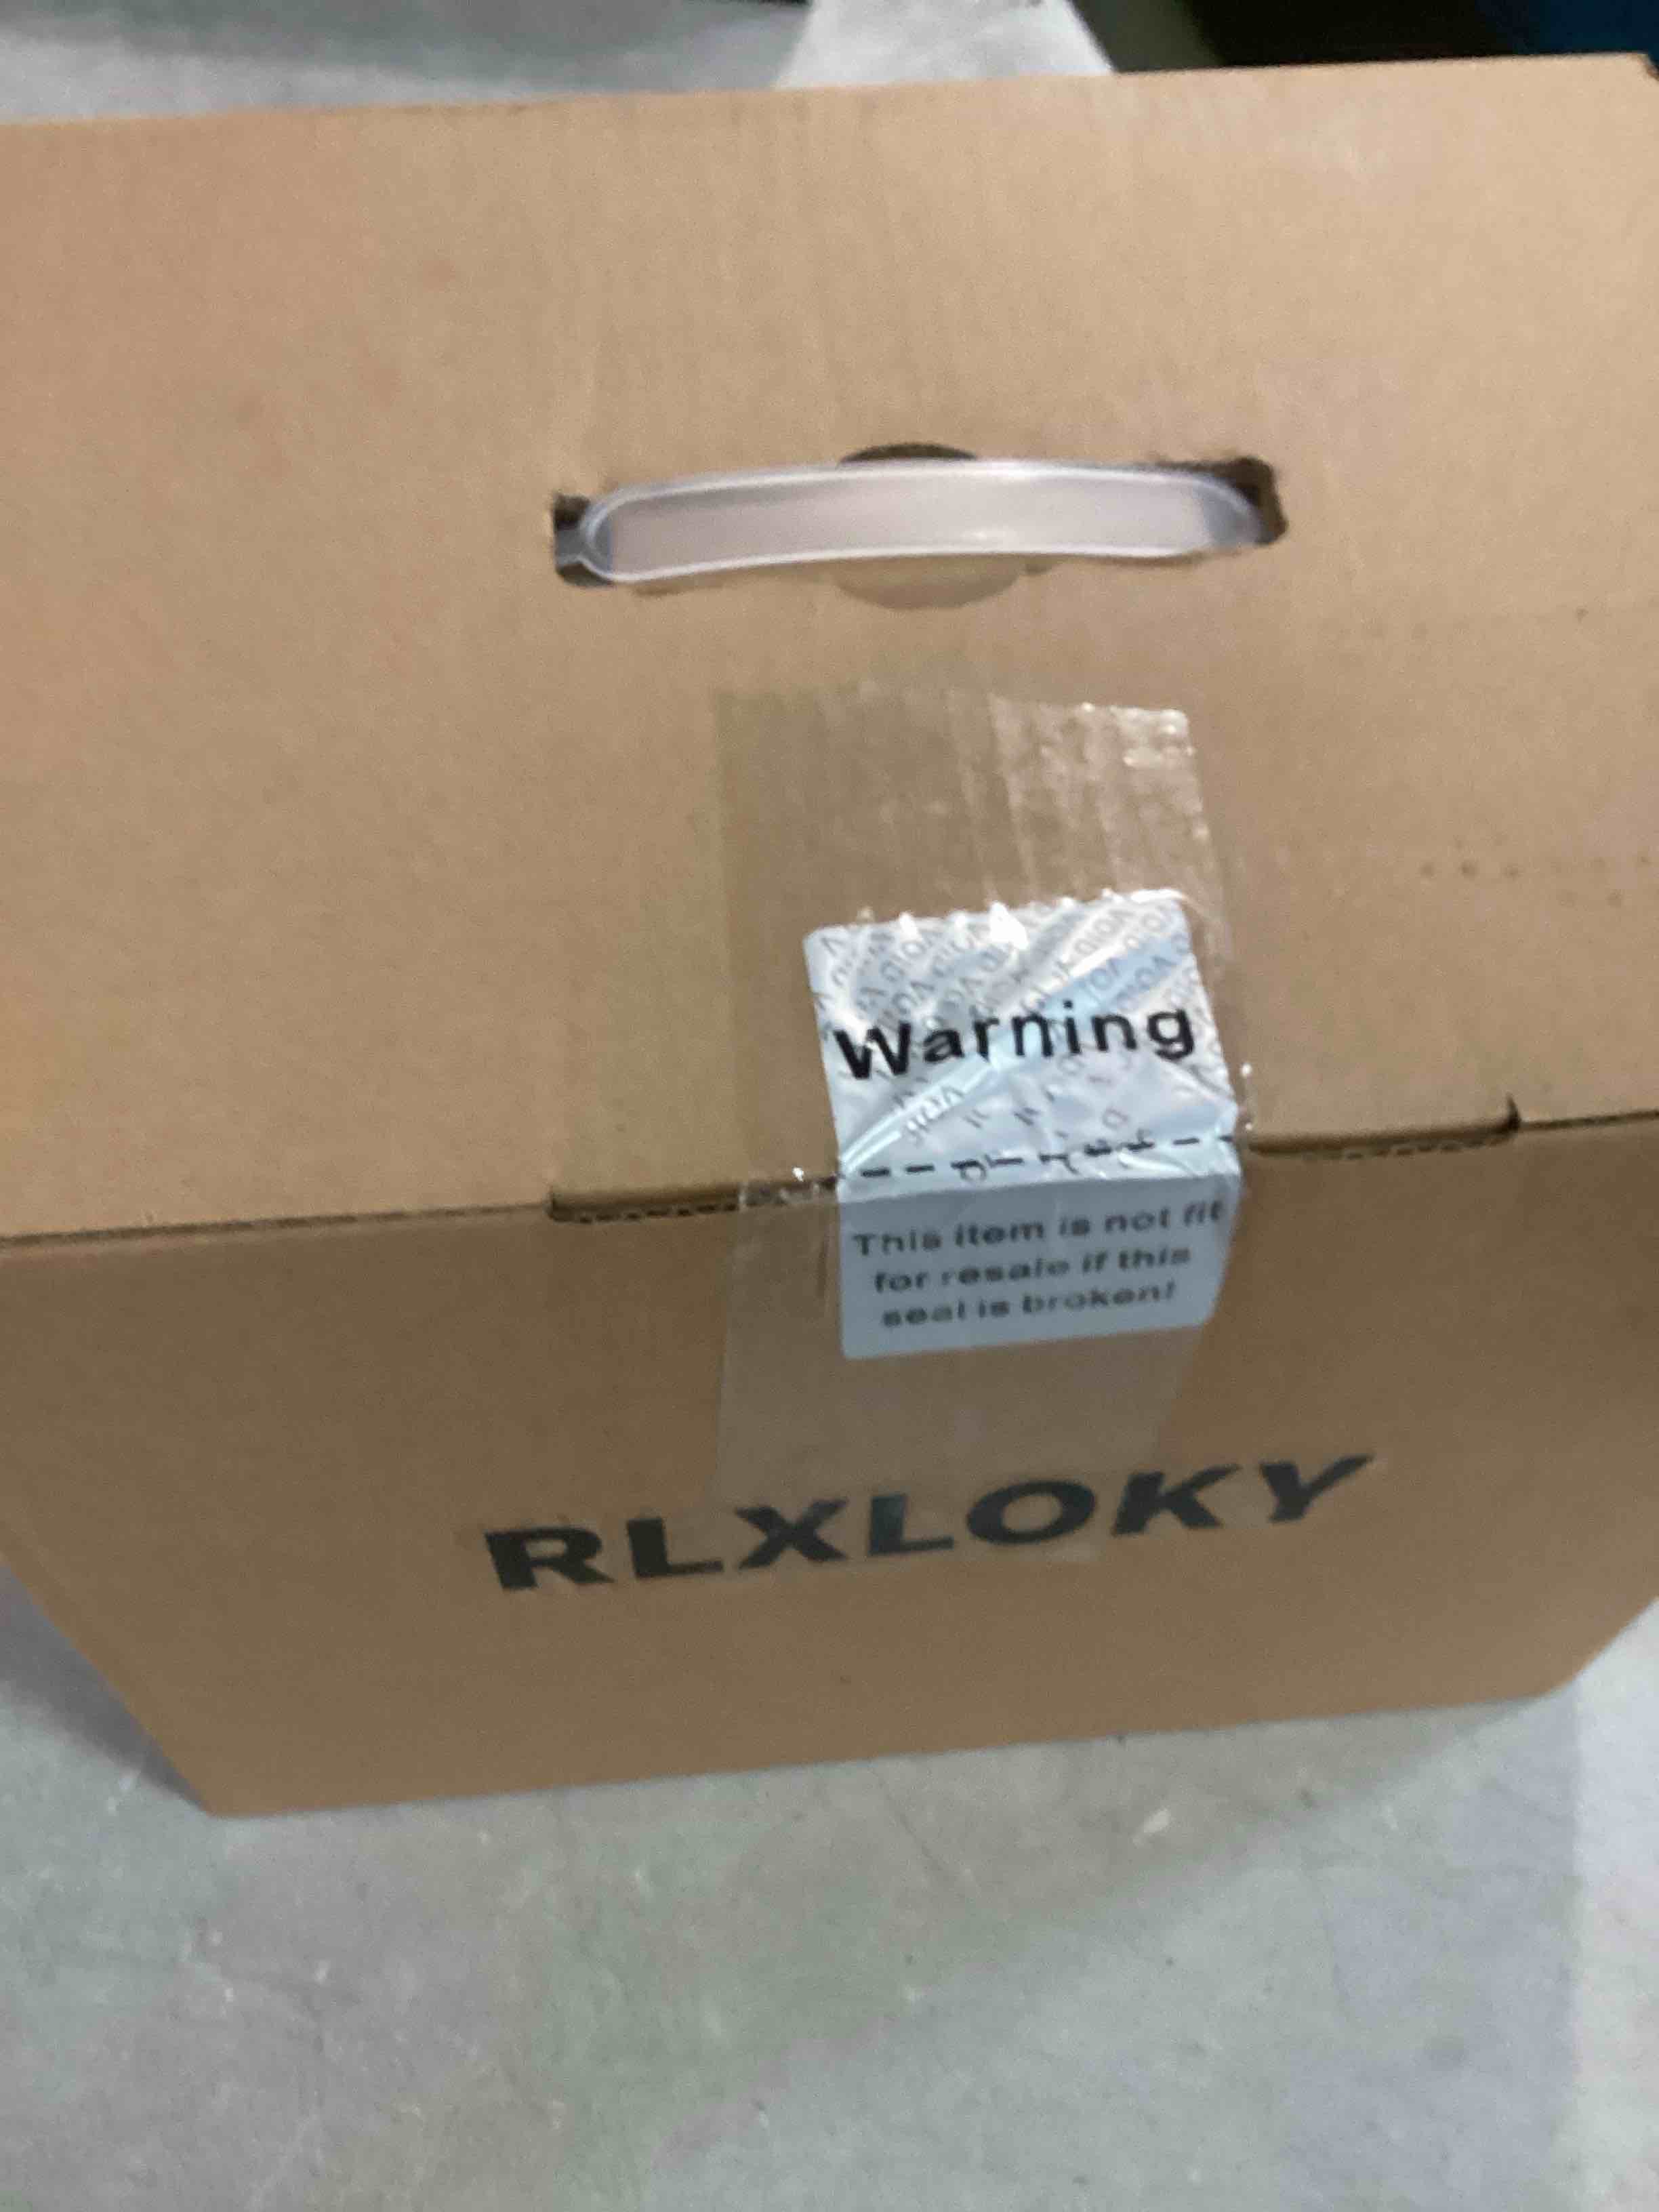 Warning
This item is not fit
for resale if this
seal is broken!
RLXLOKY